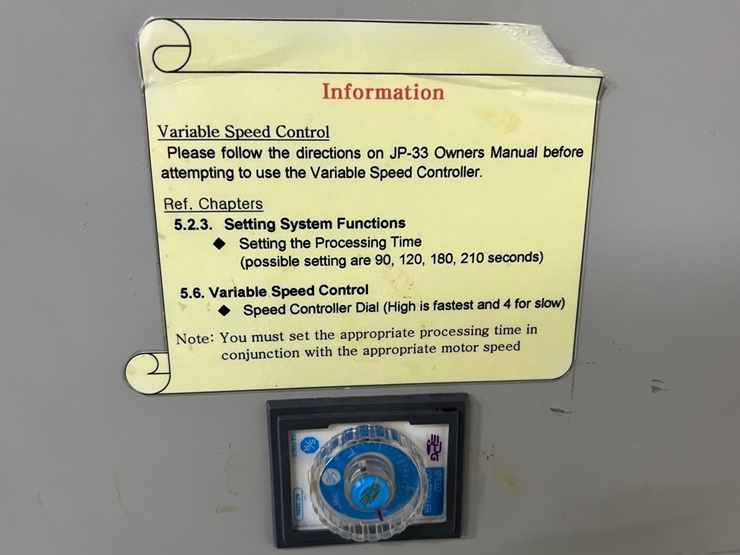 Information
Variable Speed Control
Please follow the directions on JP-33 Owners Manual before
attempting to use the Variable Speed Controller.
Ref. Chapters
5.2.3. Setting System Functions
◆ Setting the Processing Time
(possible setting are 90, 120, 180, 210 seconds)
5.6. Variable Speed Control
◆ Speed Controller Dial (High is fastest and 4 for slow)
Note: You must set the appropriate processing time in
conjunction with the appropriate motor speed
SPEED